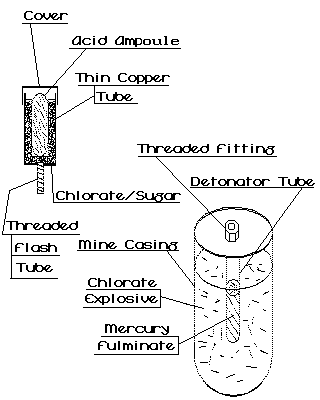 Cover
Acid Ampoule
Thin Copper
Tube
Threaded Fitting
Detonator Tube
Chlorate/Sugar
Threaded
Flash
Tube
Mine Casing
Chlorate
Explosive
Mercury
Fulminate